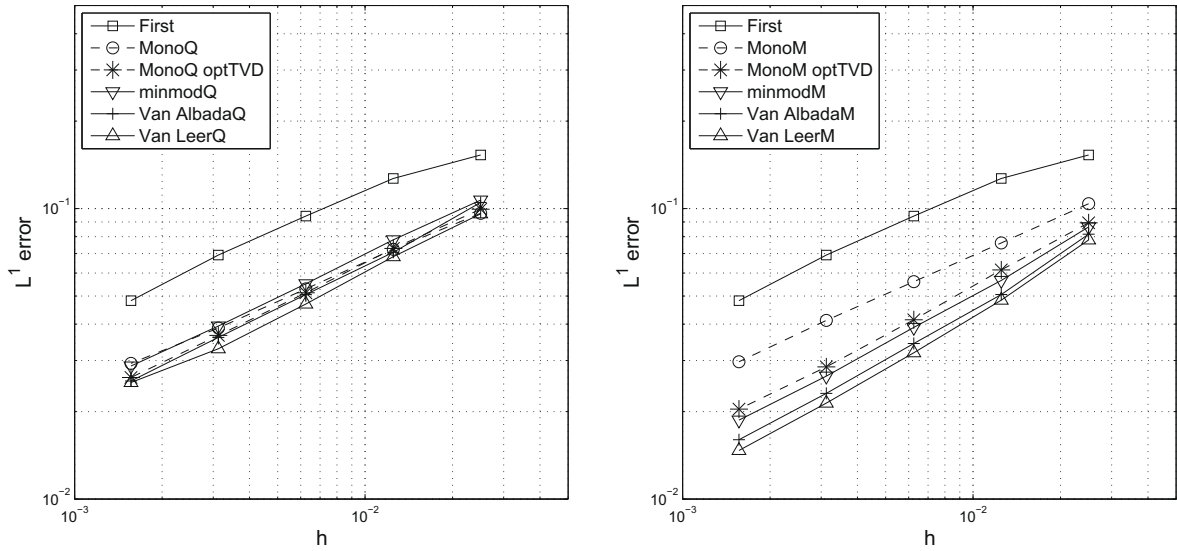 First
MonoQ
MonoQ optTVD
minmodQ
Van AlbadaQ
Van LeerQ
10^-1
10^-2
L^1 error
10^-3
10^-2
h
First
MonoM
MonoM optTVD
minmodM
Van AlbadaM
Van LeerM
10^-1
10^-2
L^1 error
10^-3
10^-2
h